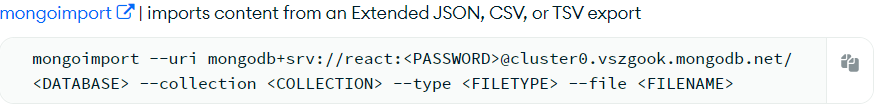 mongoimport | imports content from an Extended JSON, CSV, or TSV export
mongoimport --uri mongodb+srv://react:<PASSWORD>@cluster0.vszgook.mongodb.net/
<DATABASE> --collection <COLLECTION> --type <FILETYPE> --file <FILENAME>